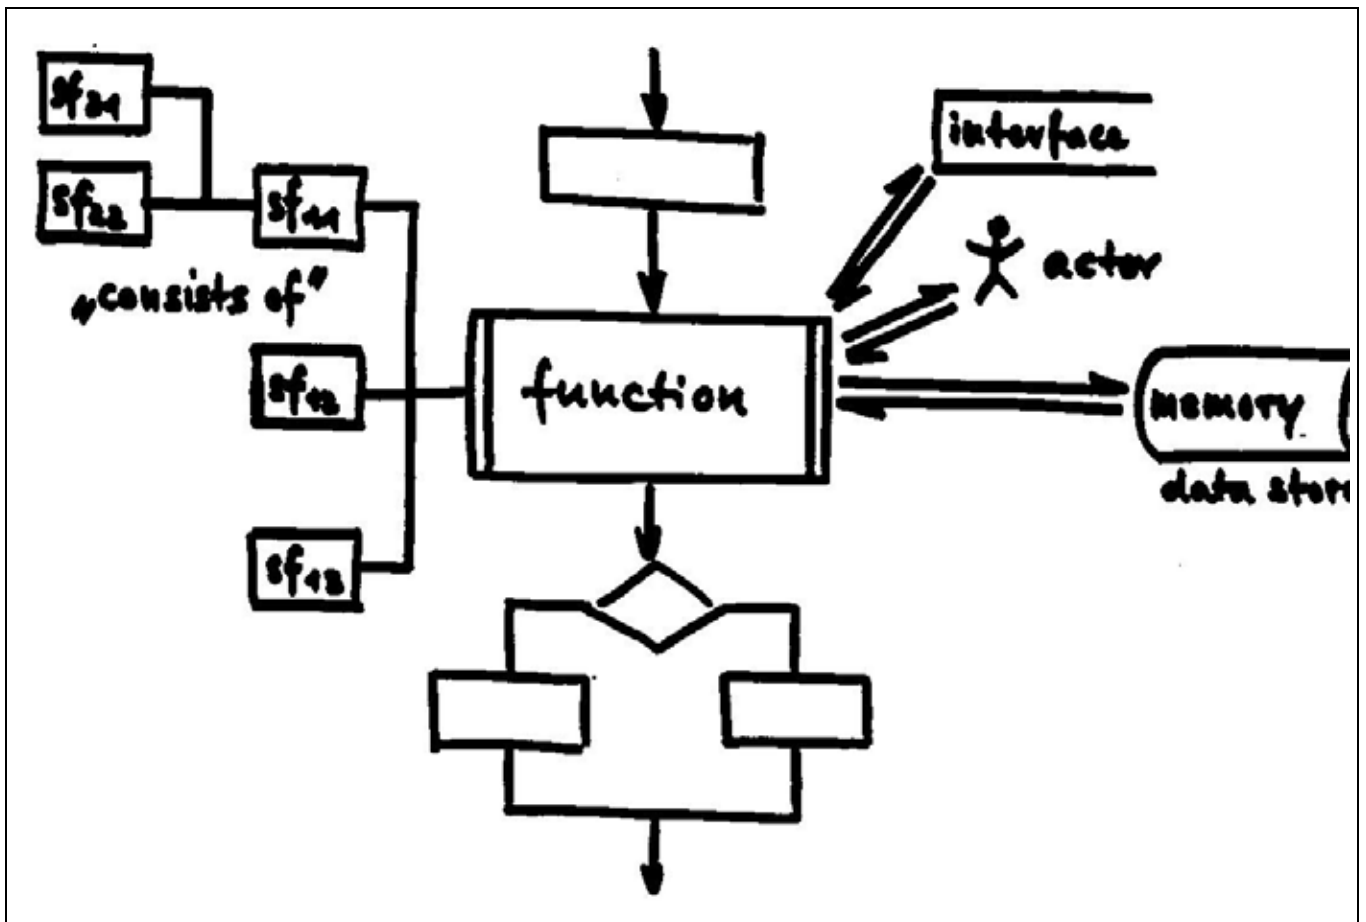 sf₂₁
sf₂₂
sf₁₁
„consists of"
sf₁₂
sf₁₃
function
interface
actor
memory
data store